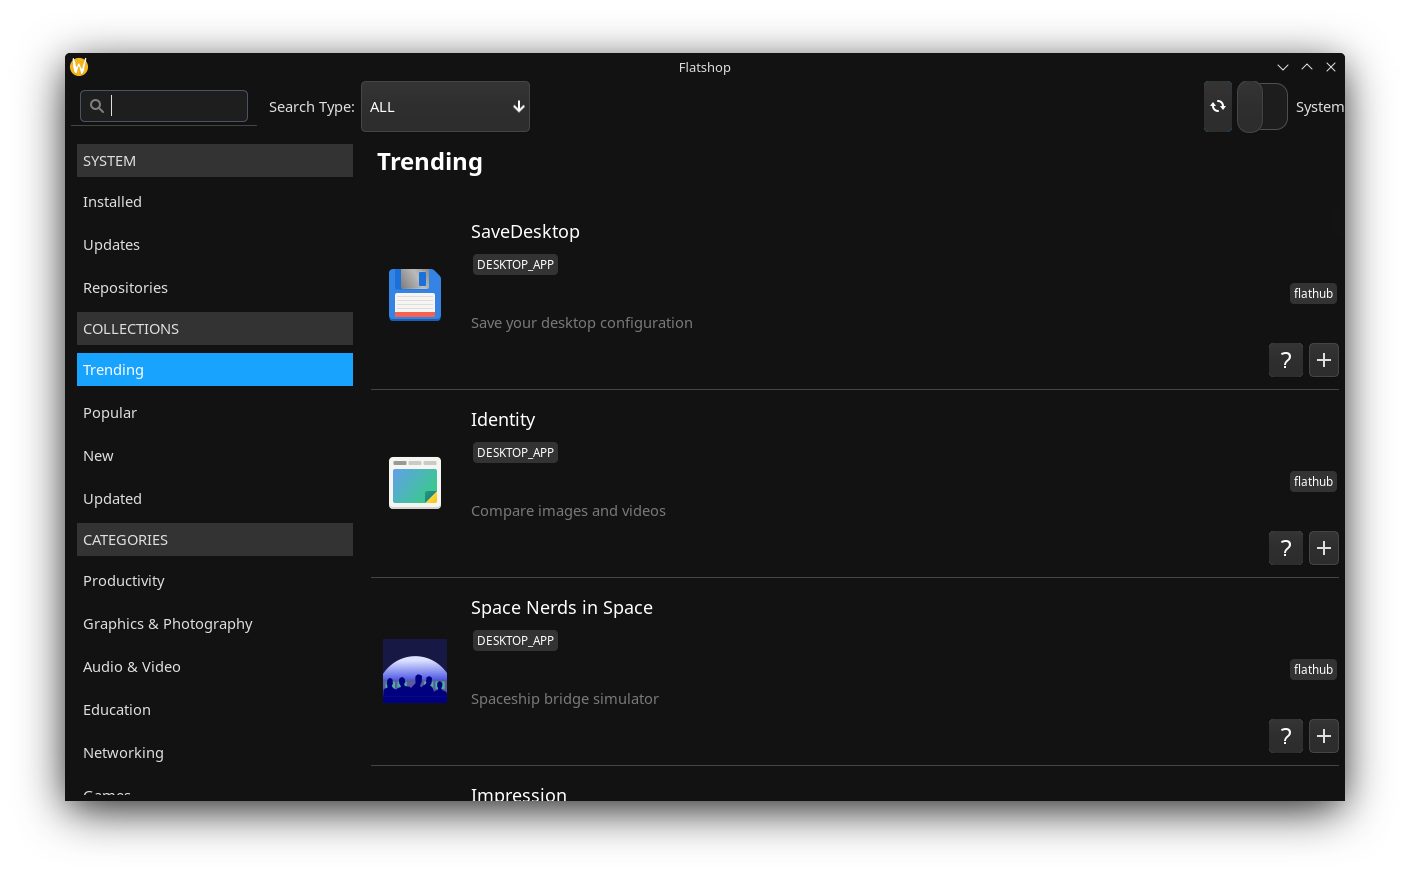 Flatshop
Search Type:
ALL
System
SYSTEM
Installed
Updates
Repositories
COLLECTIONS
Trending
Popular
New
Updated
CATEGORIES
Productivity
Graphics & Photography
Audio & Video
Education
Networking
Games
Trending
SaveDesktop
DESKTOP_APP
flathub
Save your desktop configuration
? +
Identity
DESKTOP_APP
flathub
Compare images and videos
? +
Space Nerds in Space
DESKTOP_APP
flathub
Spaceship bridge simulator
? +
Impression